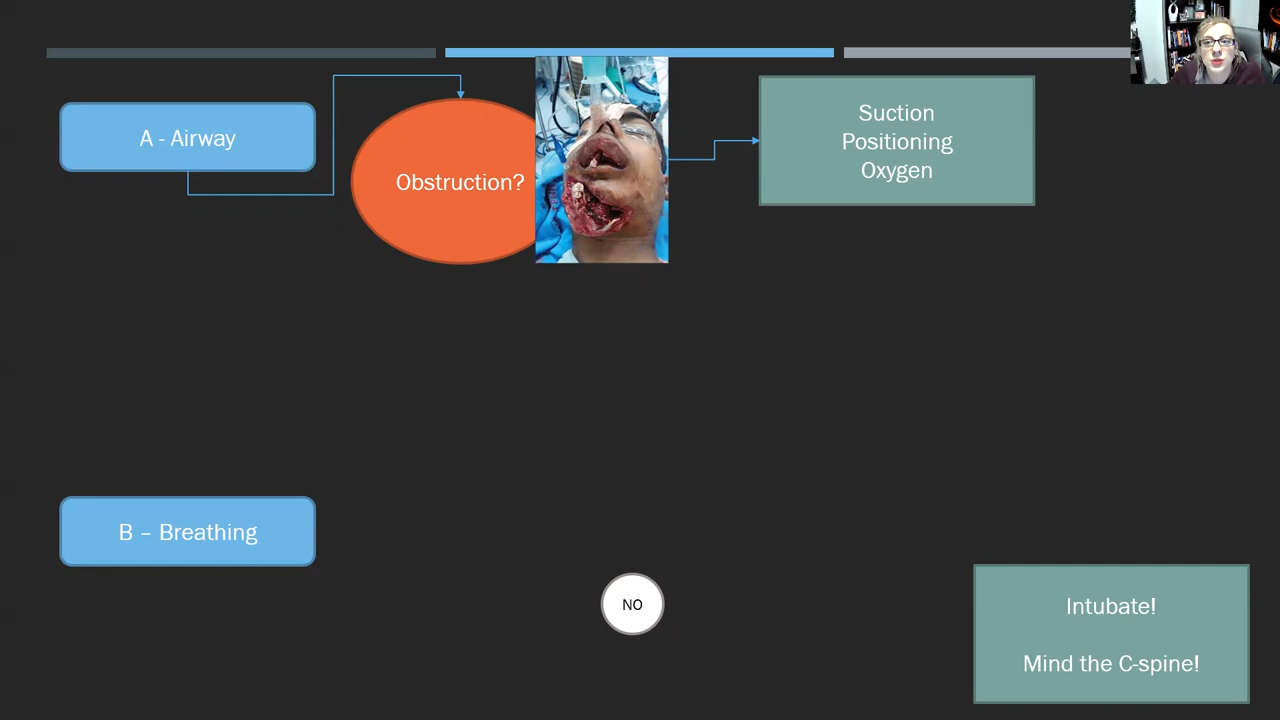 A - Airway
Obstruction?
Suction
Positioning
Oxygen
B – Breathing
NO
Intubate!
Mind the C-spine!